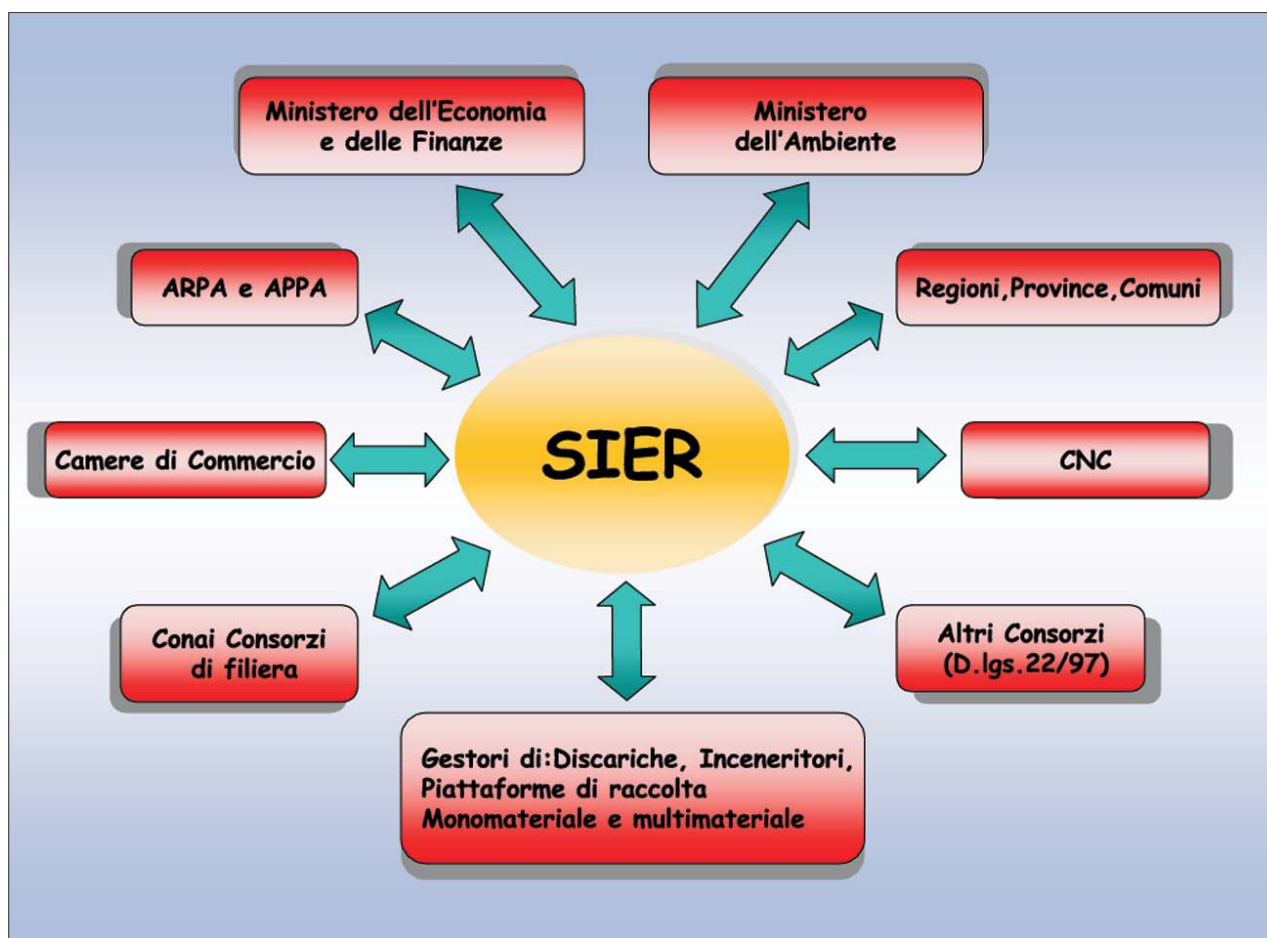 Ministero dell'Economia
e delle Finanze
Ministero
dell'Ambiente
ARPA e APPA
Regioni,Province,Comuni
SIER
Camere di Commercio
CNC
Conai Consorzi
di filiera
Altri Consorzi
(D.lgs.22/97)
Gestori di:Discariche, Inceneritori,
Piattaforme di raccolta
Monomateriale e multimateriale